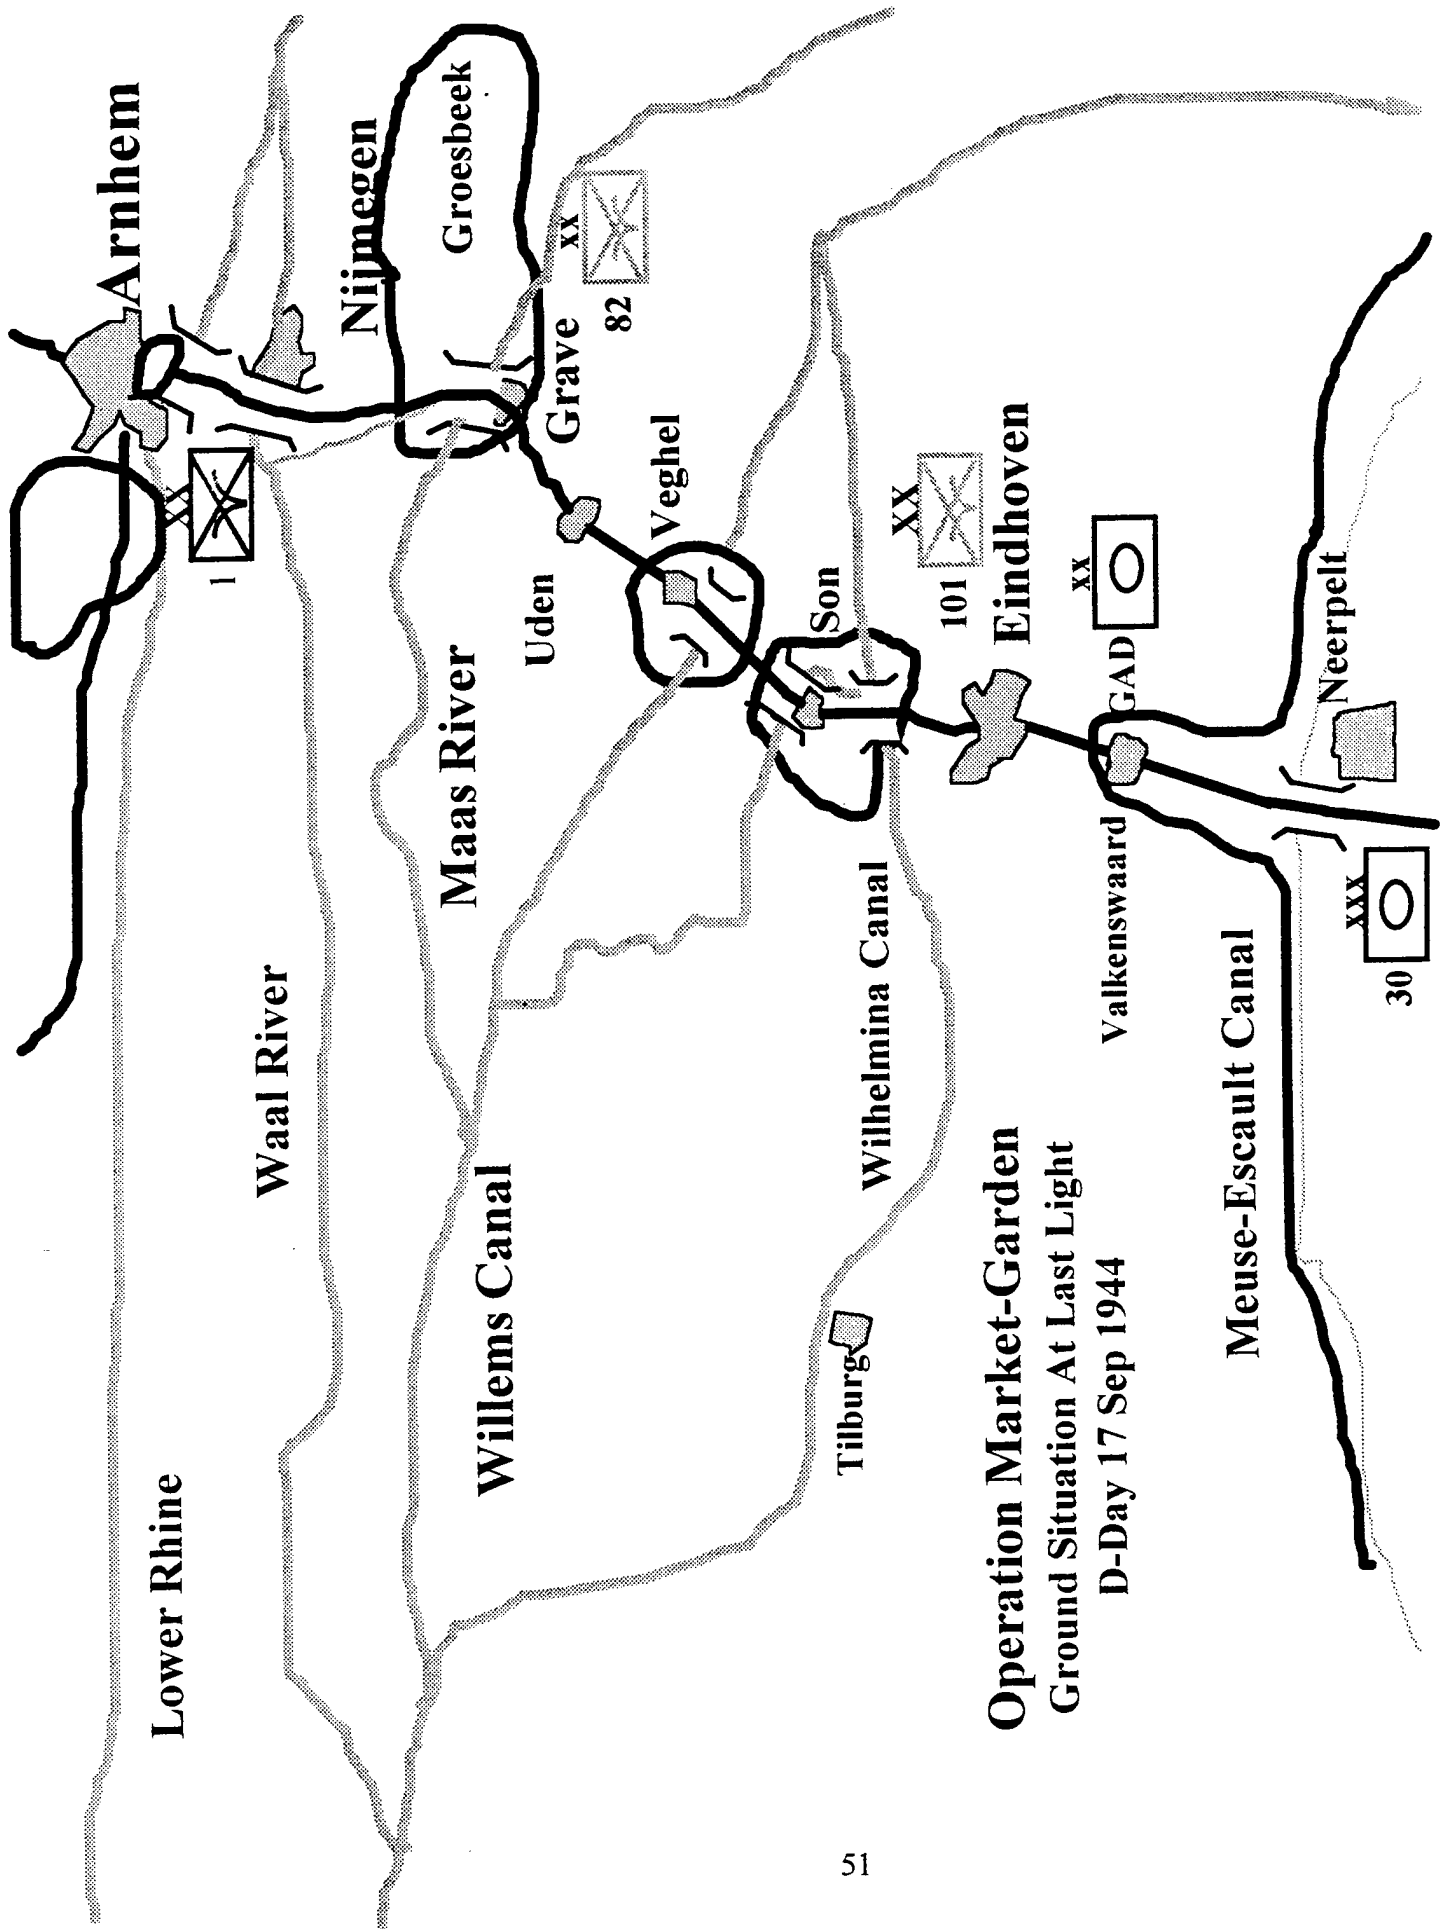 Arnhem
Nijmegen
Groesbeek
XX
1
XX
82
Grave
Veghel
Uden
Son
XX
101
Eindhoven
XX
GAD
Neerpelt
Lower Rhine
Waal River
Maas River
Willems Canal
Wilhelmina Canal
Valkenswaard
Meuse-Escault Canal
XXX
30
Tilburg
Operation Market-Garden
Ground Situation At Last Light
D-Day 17 Sep 1944
51